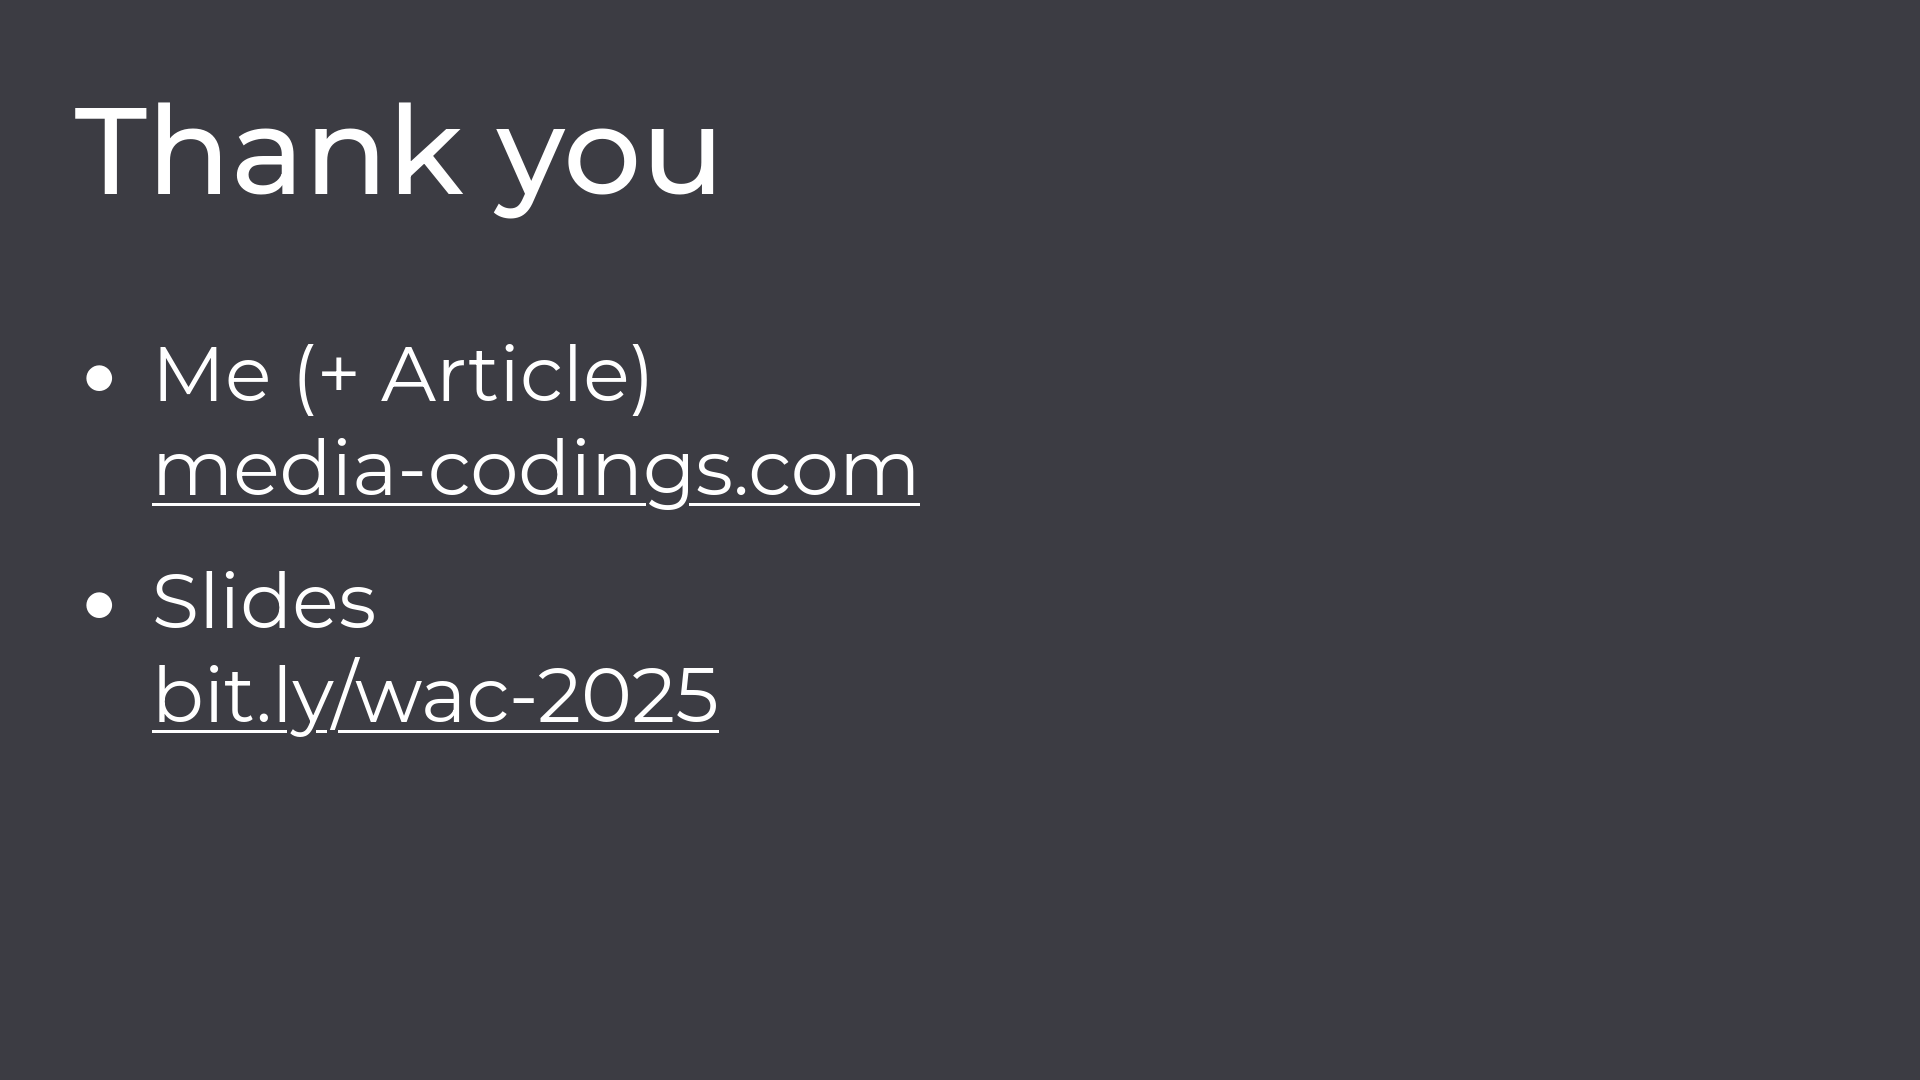 Thank you
• Me (+ Article)
media-codings.com
• Slides
bit.ly/wac-2025